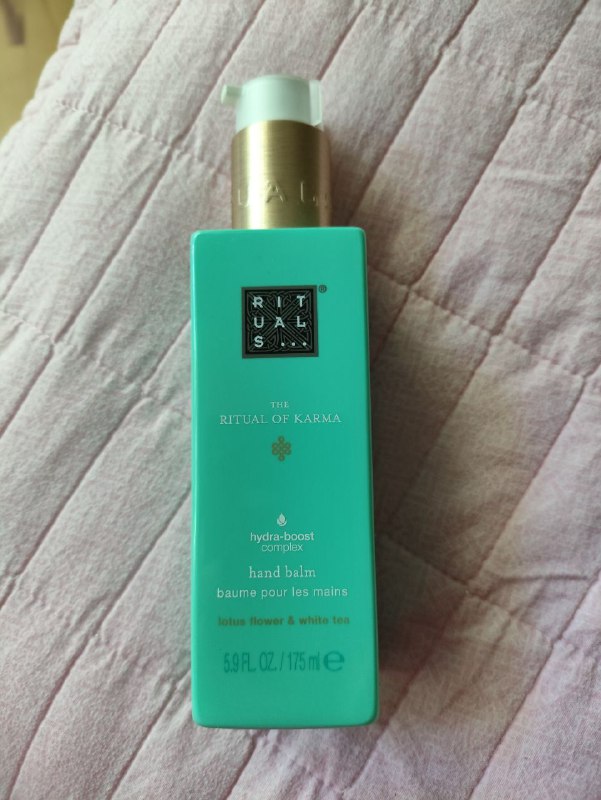 UAL
RIT
UAL
S...®
THE
RITUAL OF KARMA
hydra-boost
complex
hand balm
baume pour les mains
lotus flower & white tea
5.9 FL. OZ. / 175 ml ℮